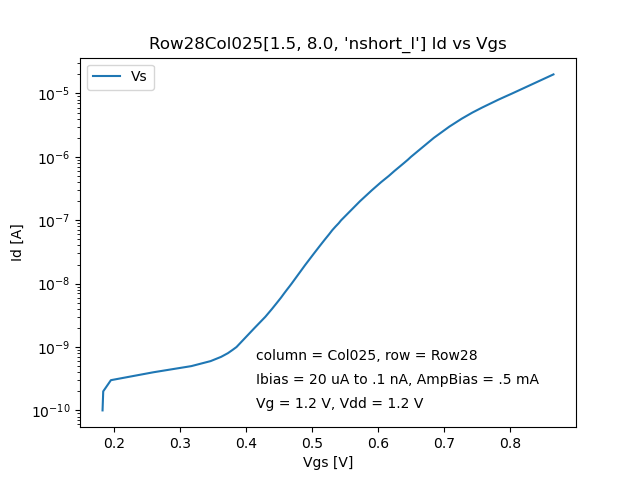 Row28Col025[1.5, 8.0, 'nshort_l'] Id vs Vgs
Vs
10^-5
10^-6
10^-7
10^-8
10^-9
10^-10
Id [A]
column = Col025, row = Row28
Ibias = 20 uA to .1 nA, AmpBias = .5 mA
Vg = 1.2 V, Vdd = 1.2 V
0.2 0.3 0.4 0.5 0.6 0.7 0.8
Vgs [V]